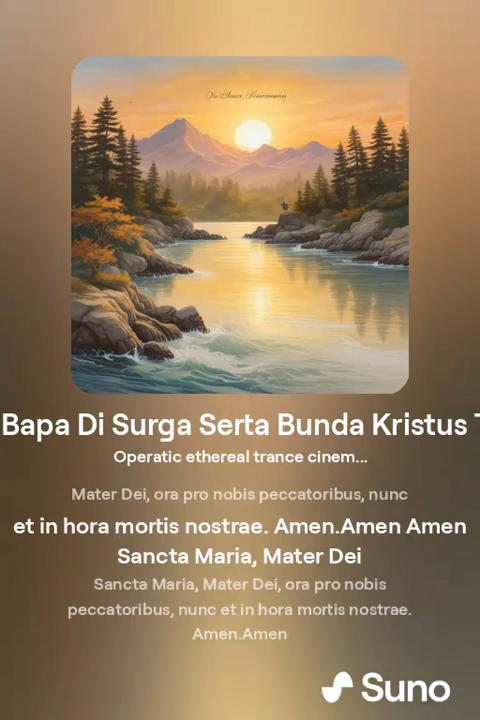 Bapa Di Surga Serta Bunda Kristus
Operatic ethereal trance cinem...
Mater Dei, ora pro nobis peccatoribus, nunc
et in hora mortis nostrae. Amen.Amen Amen
Sancta Maria, Mater Dei
Sancta Maria, Mater Dei, ora pro nobis
peccatoribus, nunc et in hora mortis nostrae.
Amen.Amen
Suno